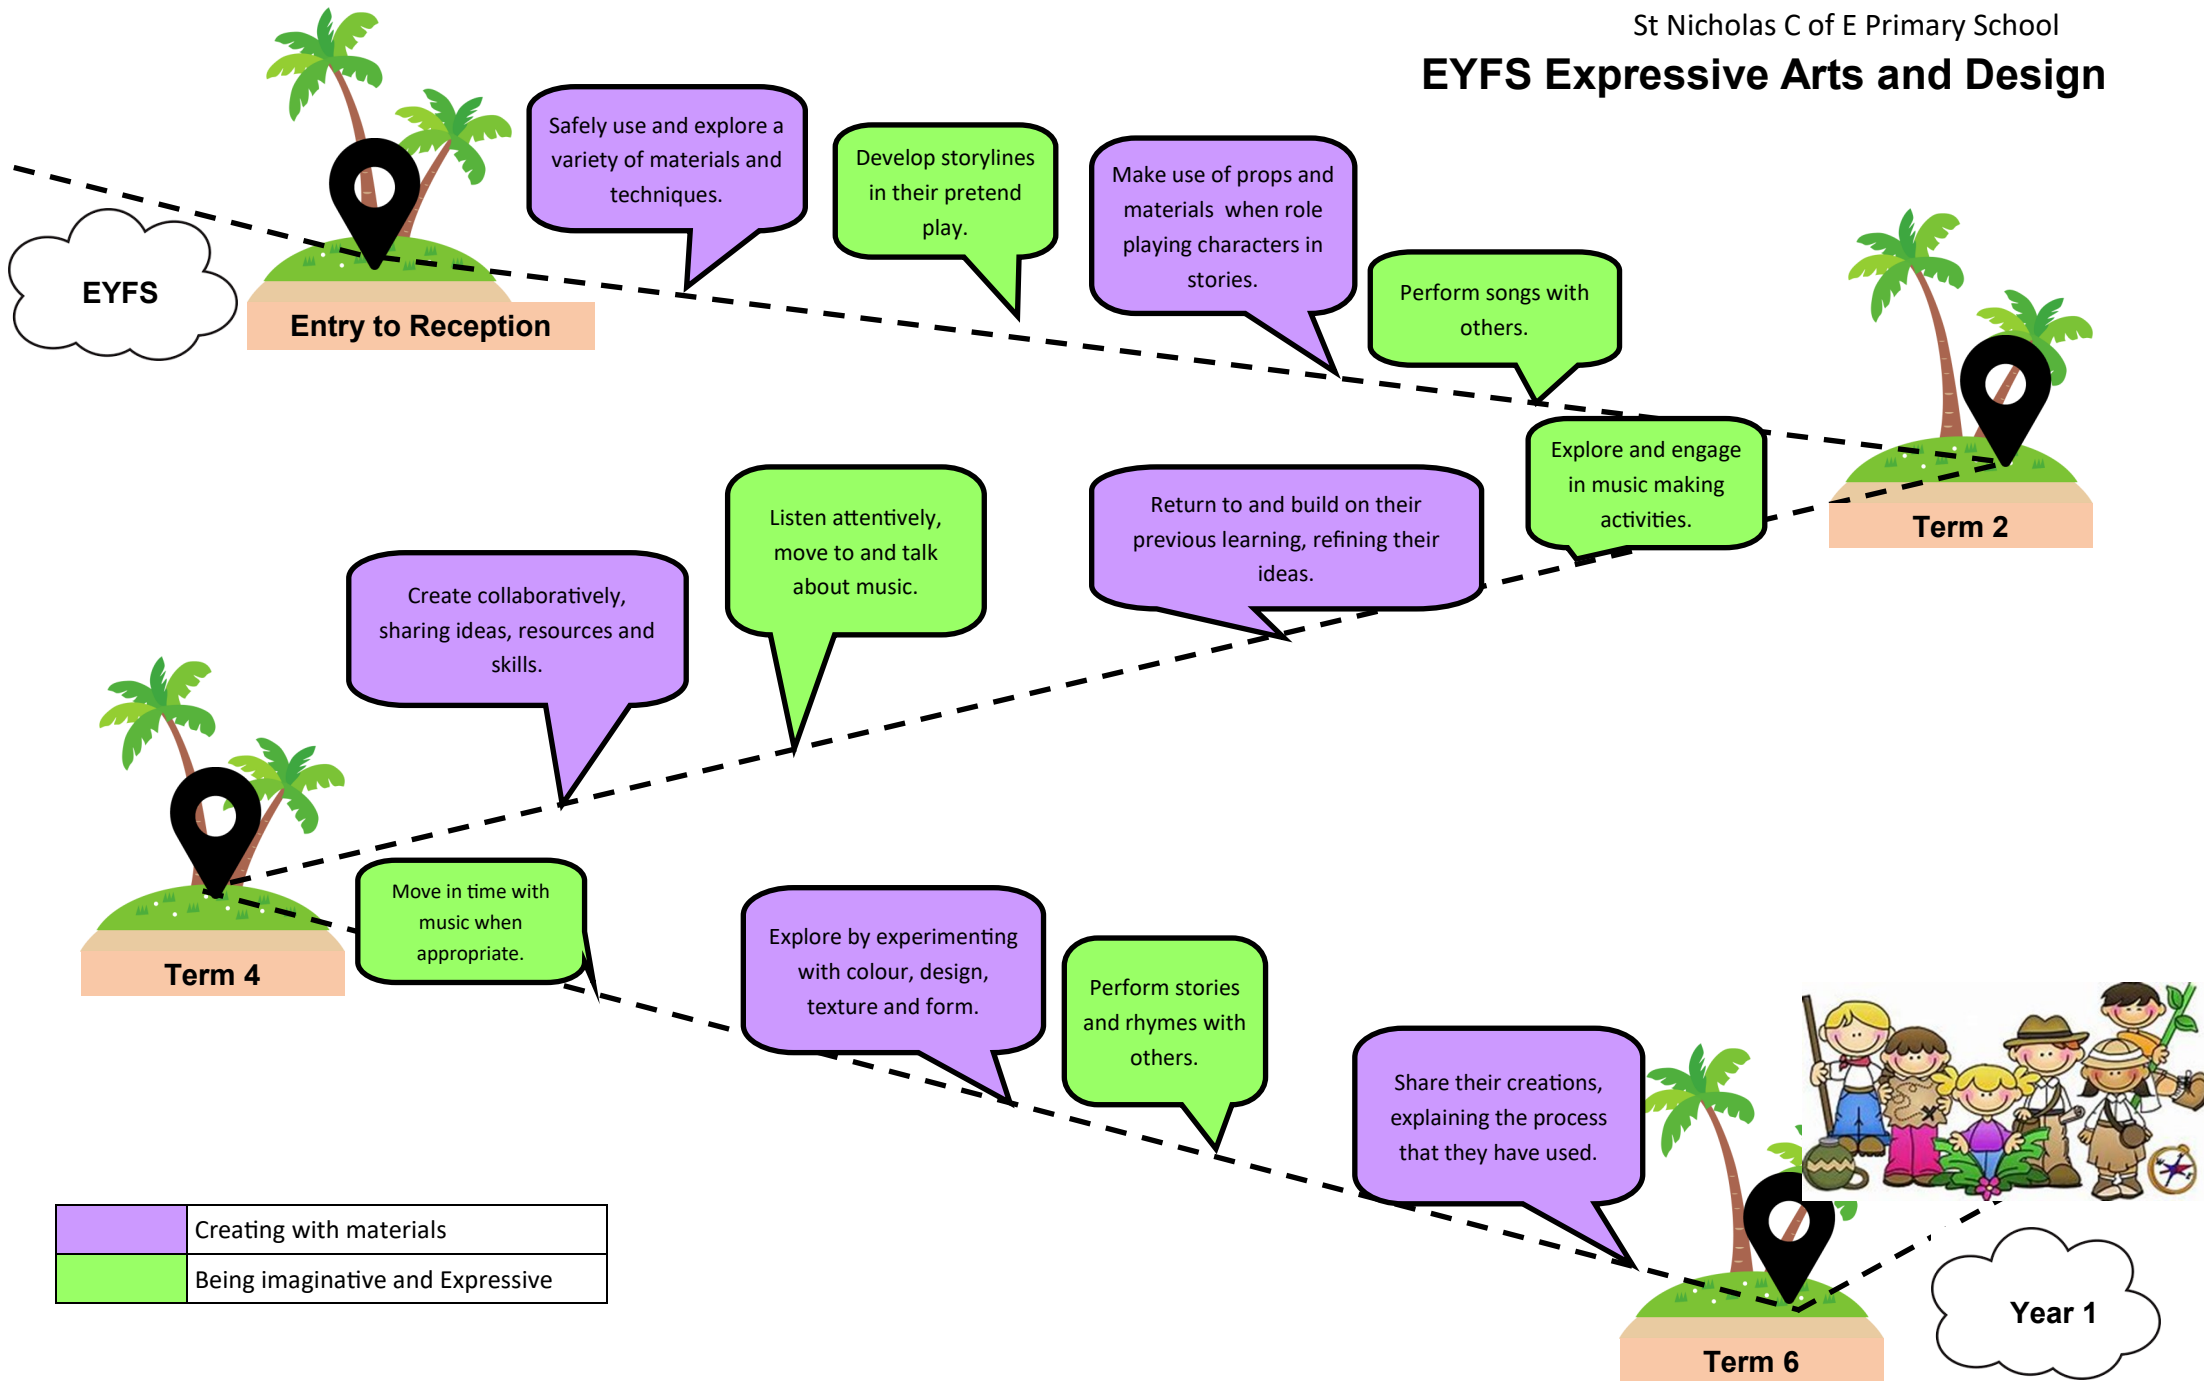 St Nicholas C of E Primary School
EYFS Expressive Arts and Design
Safely use and explore a
variety of materials and
techniques.
Develop storylines
in their pretend
play.
Make use of props and
materials when role
playing characters in
stories.
Perform songs with
others.
EYFS
Entry to Reception
Explore and engage
in music making
activities.
Term 2
Return to and build on their
previous learning, refining their
ideas.
Listen attentively,
move to and talk
about music.
Create collaboratively,
sharing ideas, resources and
skills.
Term 4
Move in time with
music when
appropriate.
Explore by experimenting
with colour, design,
texture and form.
Perform stories
and rhymes with
others.
Share their creations,
explaining the process
that they have used.
Term 6
Year 1
Creating with materials
Being imaginative and Expressive